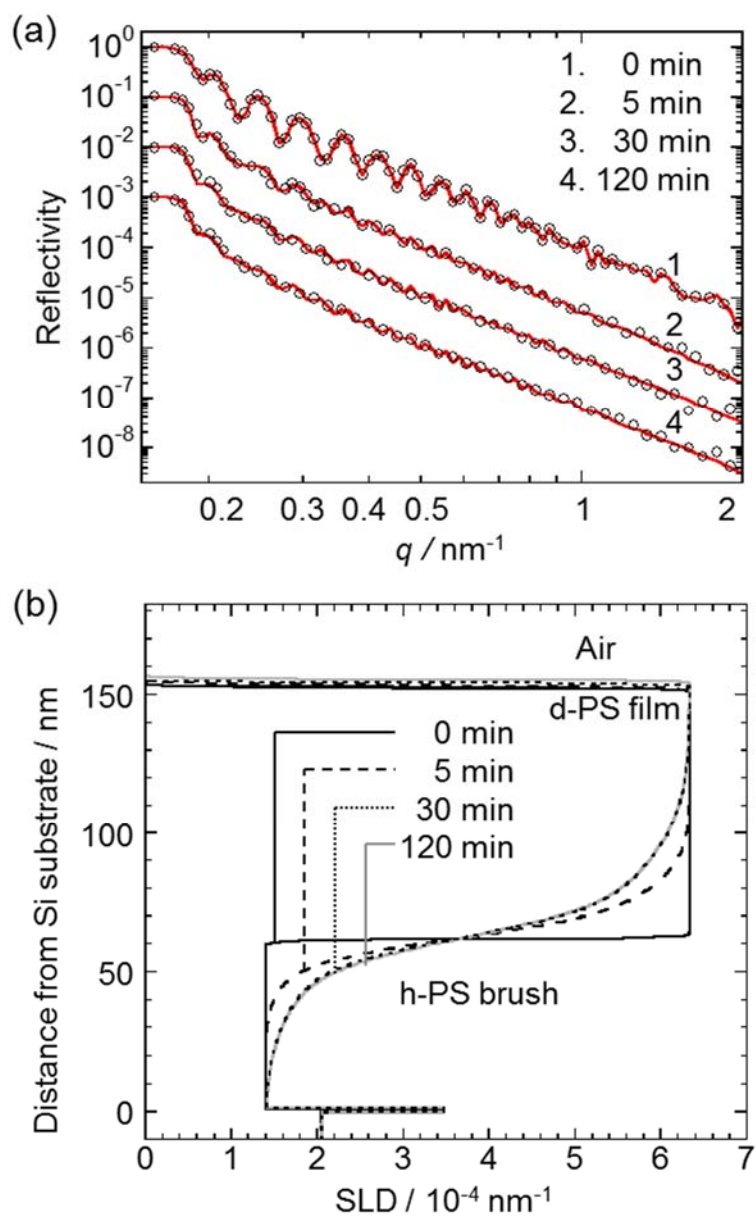 (a)
10⁰
10⁻¹
10⁻²
10⁻³
10⁻⁴
10⁻⁵
10⁻⁶
10⁻⁷
10⁻⁸
Reflectivity
1. 0 min
2. 5 min
3. 30 min
4. 120 min
1
2
3
4
0.2 0.3 0.4 0.5 1 2
q / nm⁻¹
(b)
Distance from Si substrate / nm
150
100
50
0
Air
d-PS film
0 min
5 min
30 min
120 min
h-PS brush
0 1 2 3 4 5 6 7
SLD / 10⁻⁴ nm⁻¹